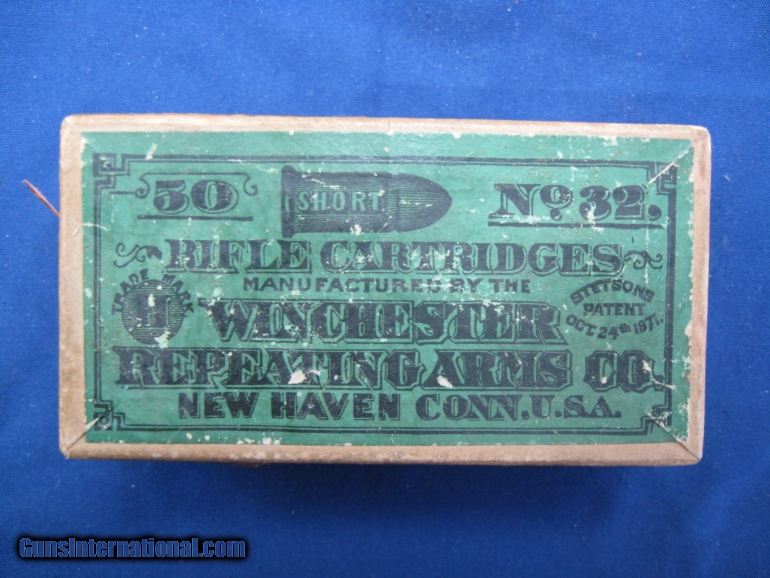 50 SHORT Nº 32.
RIFLE CARTRIDGES
MANUFACTURED BY THE
TRADE MARK
H
STETSONS
PATENT
OCT 24th 1871.
WINCHESTER
REPEATING ARMS CO.
NEW HAVEN CONN. U.S.A.
GunsInternational.com